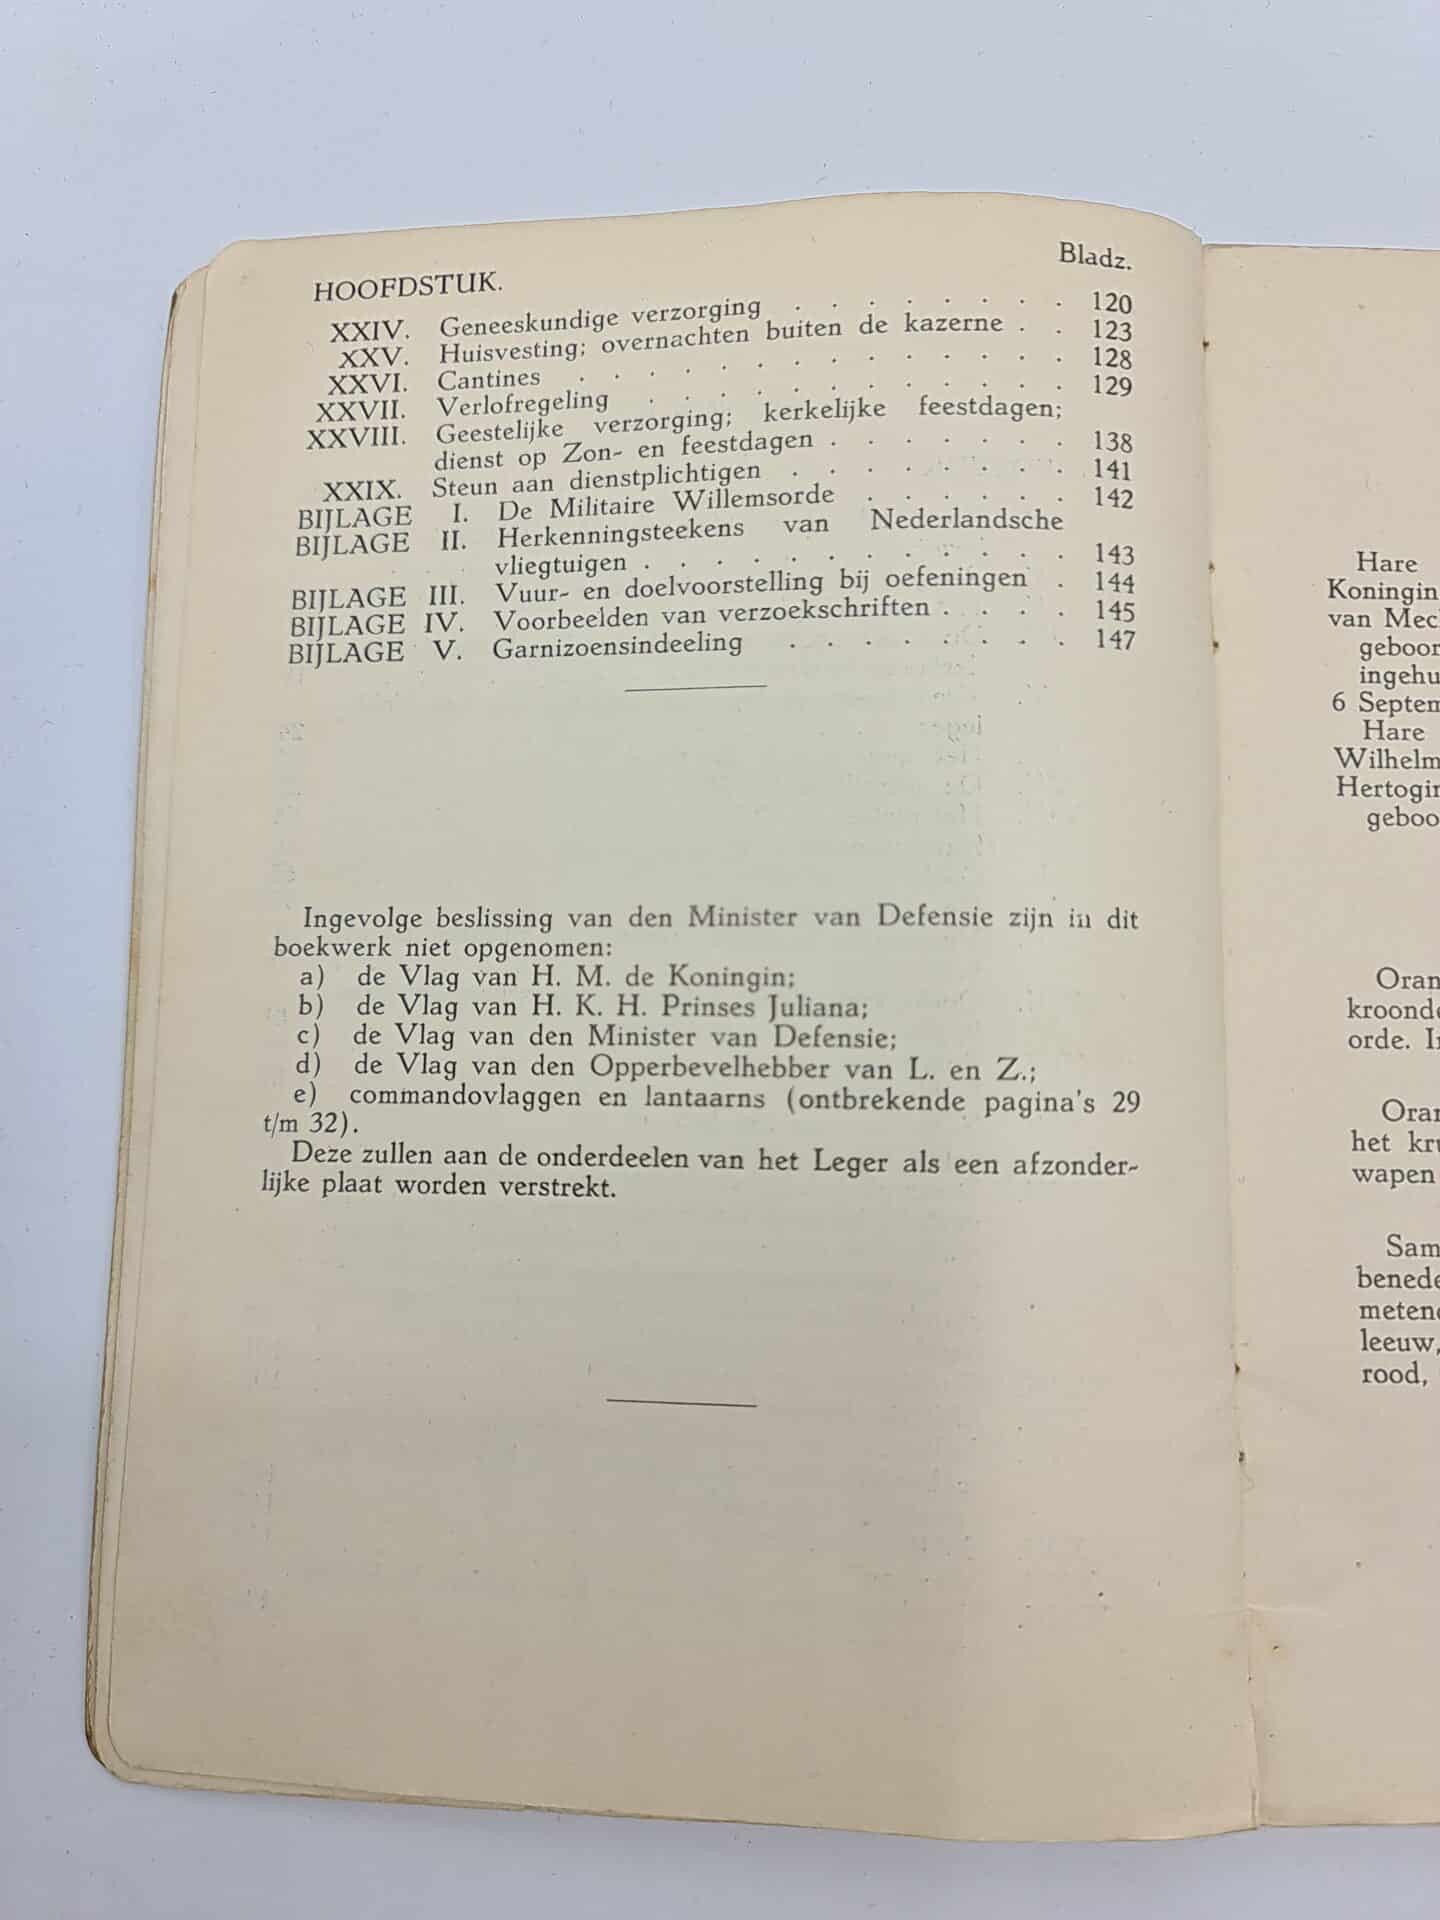 HOOFDSTUK. Bladz.
XXIV. Geneeskundige verzorging . . . . . . . . 120
XXV. Huisvesting; overnachten buiten de kazerne . . 123
XXVI. Cantines . . . . . . . . . . . . . . 128
XXVII. Verlofregeling . . . . . . . . . . . . 129
XXVIII. Geestelijke verzorging; kerkelijke feestdagen;
dienst op Zon- en feestdagen . . . . . . . 138
XXIX. Steun aan dienstplichtigen . . . . . . . . 141
BIJLAGE I. De Militaire Willemsorde . . . . . . 142
BIJLAGE II. Herkenningsteekens van Nederlandsche
vliegtuigen . . . . . . . . . . . . 143
BIJLAGE III. Vuur- en doelvoorstelling bij oefeningen . 144
BIJLAGE IV. Voorbeelden van verzoekschriften . . . . 145
BIJLAGE V. Garnizoensindeeling . . . . . . . . 147
Ingevolge beslissing van den Minister van Defensie zijn in dit
boekwerk niet opgenomen:
a) de Vlag van H. M. de Koningin;
b) de Vlag van H. K. H. Prinses Juliana;
c) de Vlag van den Minister van Defensie;
d) de Vlag van den Opperbevelhebber van L. en Z.;
e) commandovlaggen en lantaarns (ontbrekende pagina's 29
t/m 32).
Deze zullen aan de onderdeelen van het Leger als een afzonder-
lijke plaat worden verstrekt.
Hare
Koningin
van Mec
geboor
ingehu
6 Septem
Hare
Wilhelm
Hertogin
geboo
Oran
kroonde
orde. I
Oran
het kru
wapen
Sam
benede
metend
leeuw,
rood,